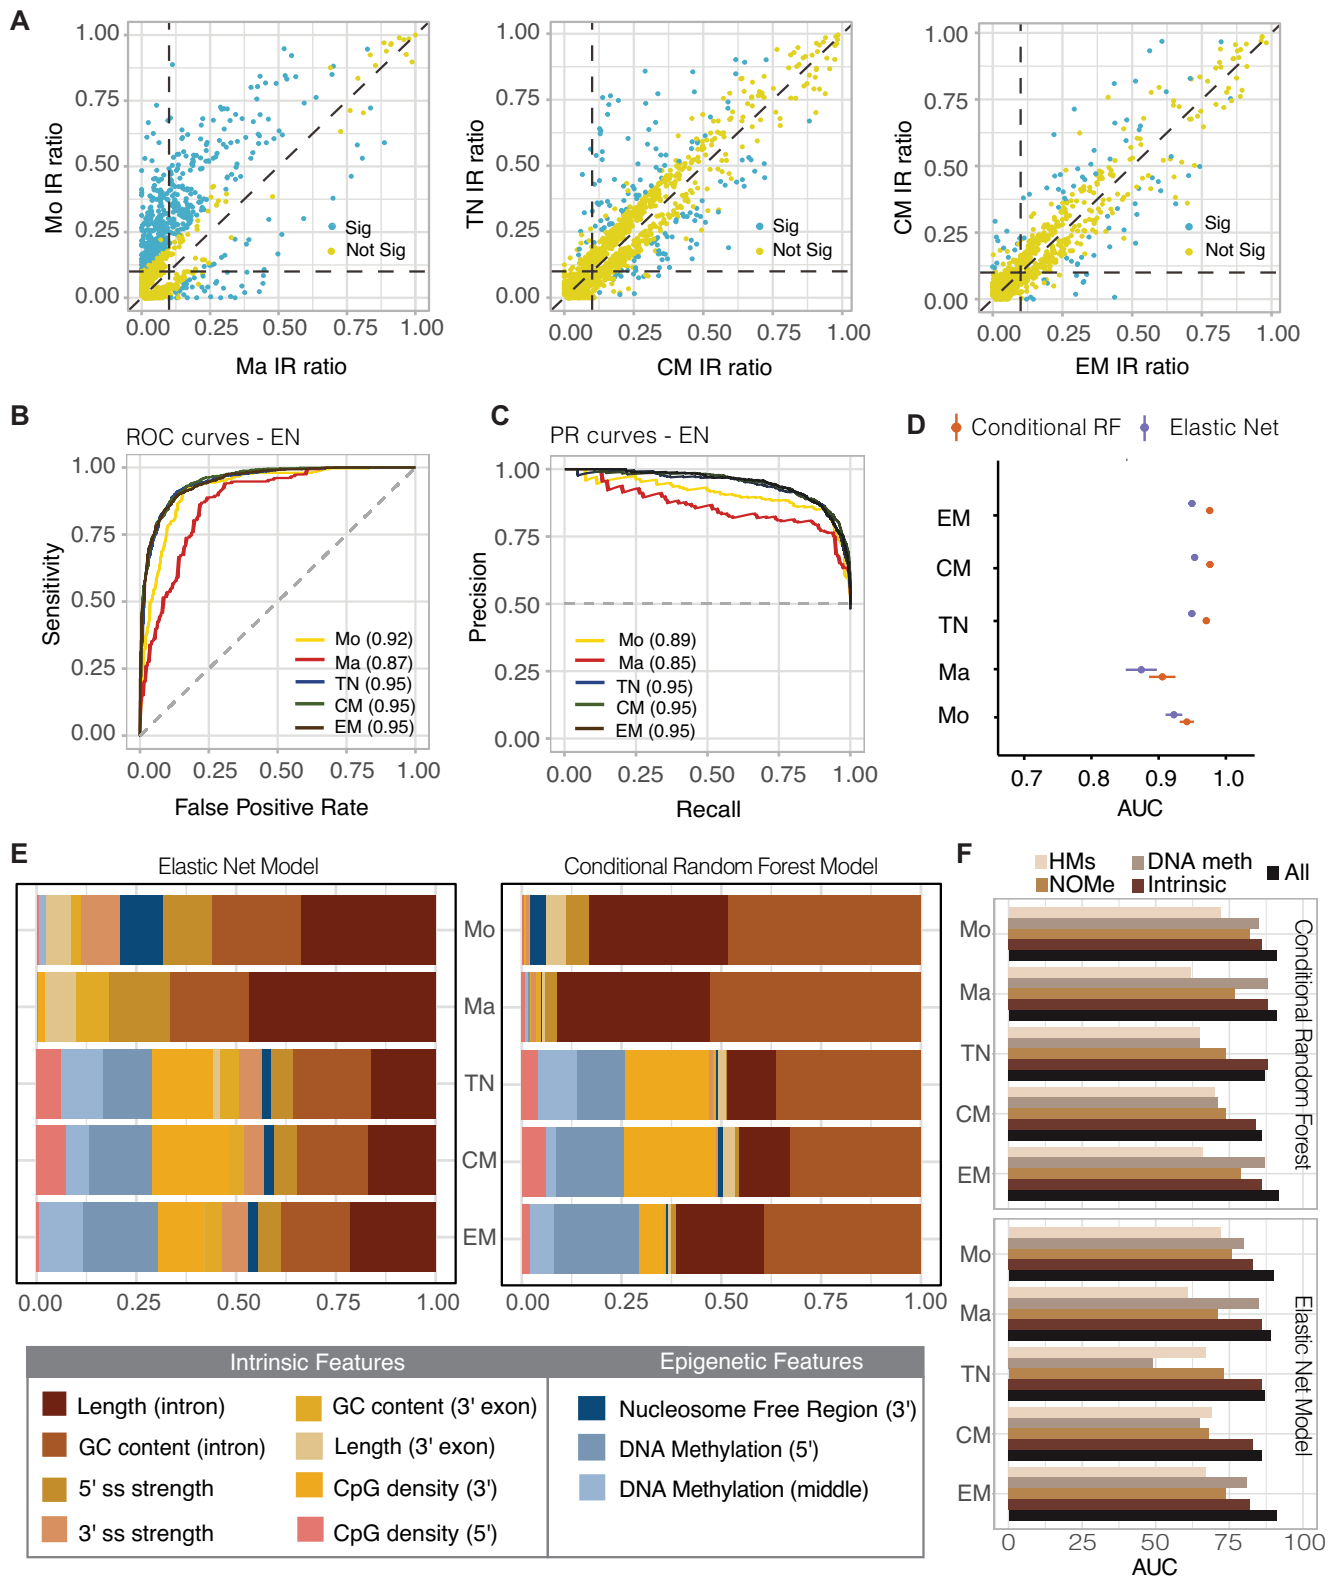 A
1.00
0.75
0.50
0.25
0.00
Mo IR ratio
Sig
Not Sig
0.00 0.25 0.50 0.75 1.00
Ma IR ratio
1.00
0.75
0.50
0.25
0.00
TN IR ratio
Sig
Not Sig
0.00 0.25 0.50 0.75 1.00
CM IR ratio
1.00
0.75
0.50
0.25
0.00
CM IR ratio
Sig
Not Sig
0.00 0.25 0.50 0.75 1.00
EM IR ratio
B
ROC curves - EN
1.00
0.75
0.50
0.25
0.00
Sensitivity
Mo (0.92)
Ma (0.87)
TN (0.95)
CM (0.95)
EM (0.95)
0.00 0.25 0.50 0.75 1.00
False Positive Rate
C
PR curves - EN
1.00
0.75
0.50
0.25
0.00
Precision
Mo (0.89)
Ma (0.85)
TN (0.95)
CM (0.95)
EM (0.95)
0.00 0.25 0.50 0.75 1.00
Recall
D
Conditional RF Elastic Net
EM
CM
TN
Ma
Mo
0.7 0.8 0.9 1.0
AUC
E
Elastic Net Model
Conditional Random Forest Model
Mo
Ma
TN
CM
EM
0.00 0.25 0.50 0.75 1.00
0.00 0.25 0.50 0.75 1.00
Intrinsic Features
Length (intron)
GC content (intron)
5' ss strength
3' ss strength
GC content (3' exon)
Length (3' exon)
CpG density (3')
CpG density (5')
Epigenetic Features
Nucleosome Free Region (3')
DNA Methylation (5')
DNA Methylation (middle)
F
HMs DNA meth All
NOMe Intrinsic
Mo
Ma
TN
CM
EM
Conditional Random Forest
Mo
Ma
TN
CM
EM
Elastic Net Model
0 25 50 75 100
AUC